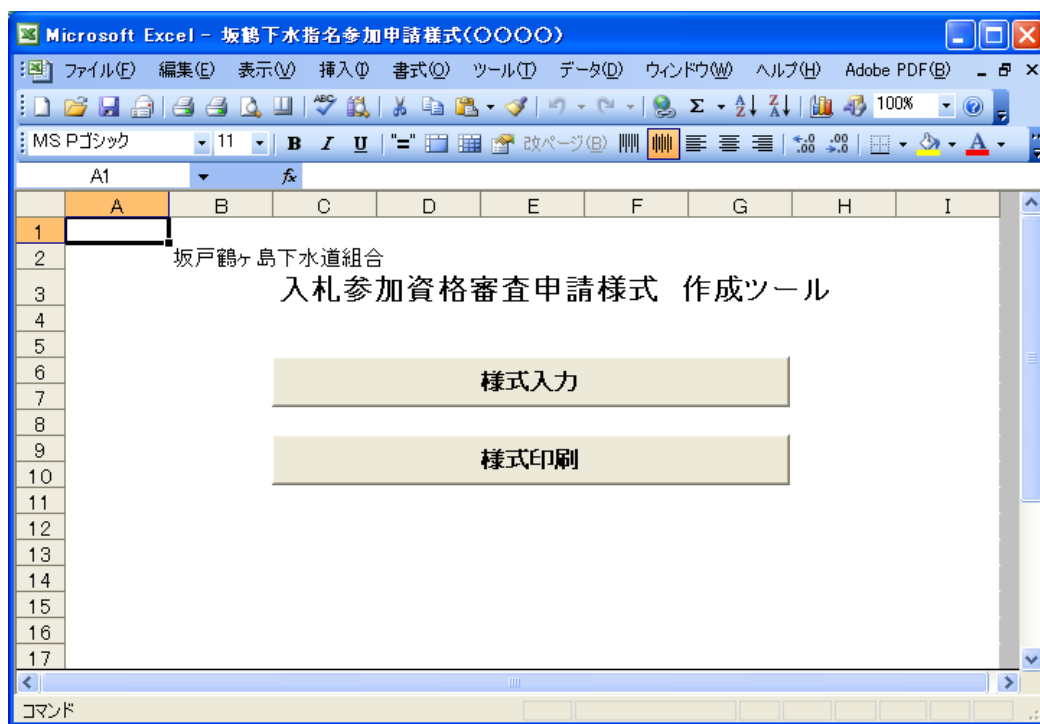 Microsoft Excel - 坂鶴下水指名参加申請様式(〇〇〇〇)
ファイル(F) 編集(E) 表示(V) 挿入(I) 書式(O) ツール(T) データ(D) ウィンドウ(W) ヘルプ(H) Adobe PDF(B)
100%
MS Pゴシック 11 B I U 改ページ(B)
A1 fx
A B C D E F G H I
1
2 坂戸鶴ヶ島下水道組合
3 入札参加資格審査申請様式 作成ツール
4
5
6 様式入力
7
8
9 様式印刷
10
11
12
13
14
15
16
17
コマンド